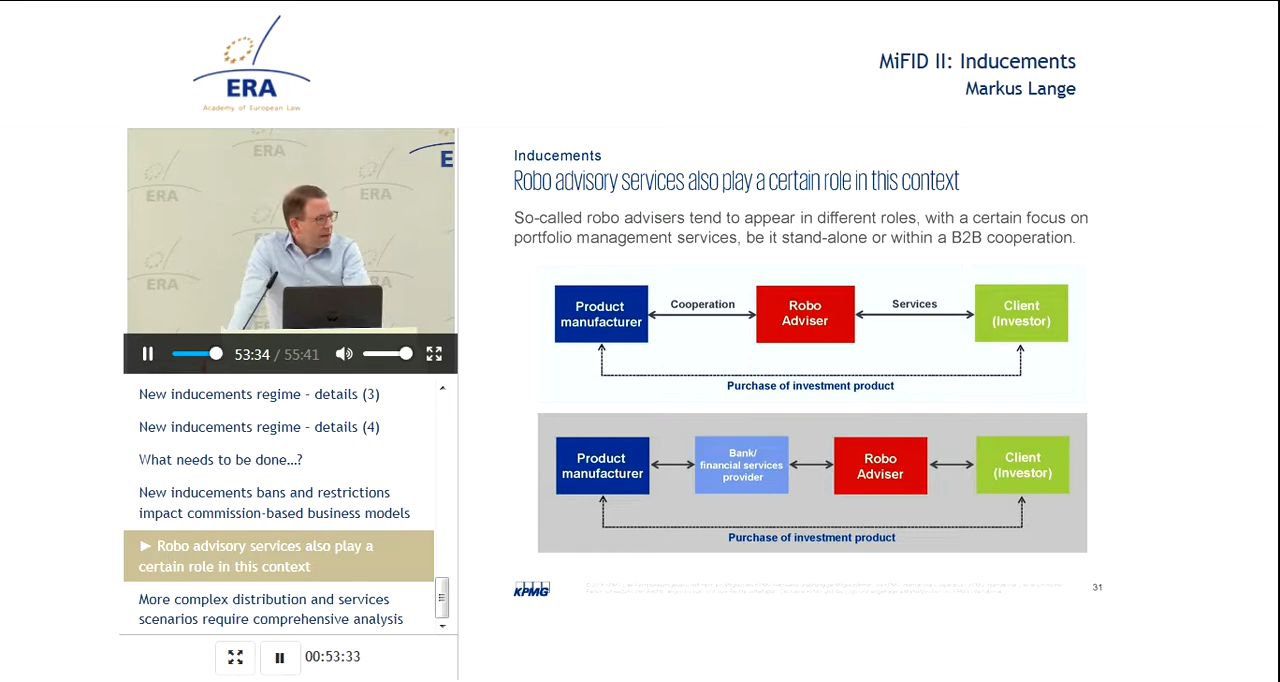 ERA
Academy of European Law
MiFID II: Inducements
Markus Lange
ERA
ERA
ERA
E
ERA
RA
53:34 / 55:41
New inducements regime - details (3)
New inducements regime - details (4)
What needs to be done…?
New inducements bans and restrictions
impact commission-based business models
► Robo advisory services also play a
certain role in this context
More complex distribution and services
scenarios require comprehensive analysis
00:53:33
Inducements
Robo advisory services also play a certain role in this context
So-called robo advisers tend to appear in different roles, with a certain focus on
portfolio management services, be it stand-alone or within a B2B cooperation.
Product
manufacturer
Cooperation
Robo
Adviser
Services
Client
(Investor)
Purchase of investment product
Product
manufacturer
Bank/
financial services
provider
Robo
Adviser
Client
(Investor)
Purchase of investment product
KPMG
31